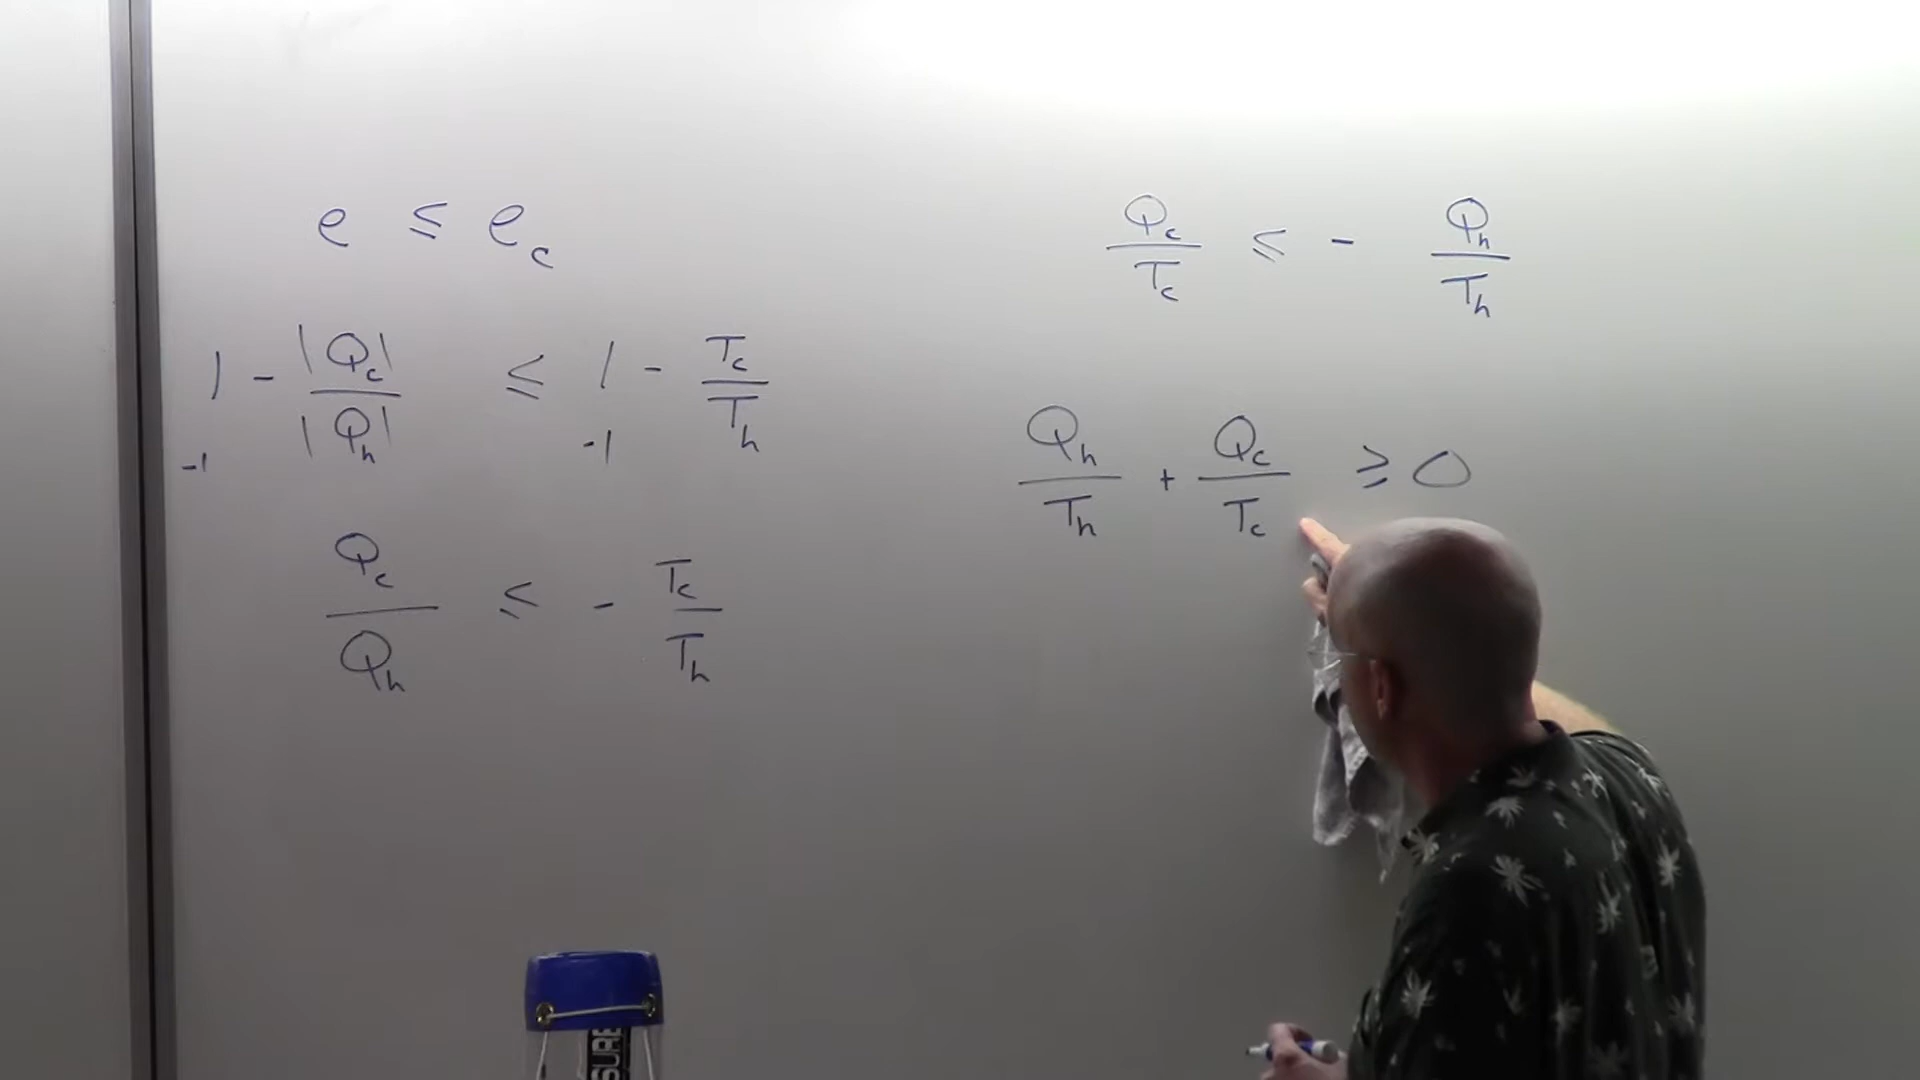 e ≤ e_c
1 - |Q_c| / |Q_h| ≤ 1 - T_c / T_h
-1 -1
Q_c / Q_h ≤ - T_c / T_h
Q_c / T_c ≤ - Q_h / T_h
Q_h / T_h + Q_c / T_c ≥ 0
SURE